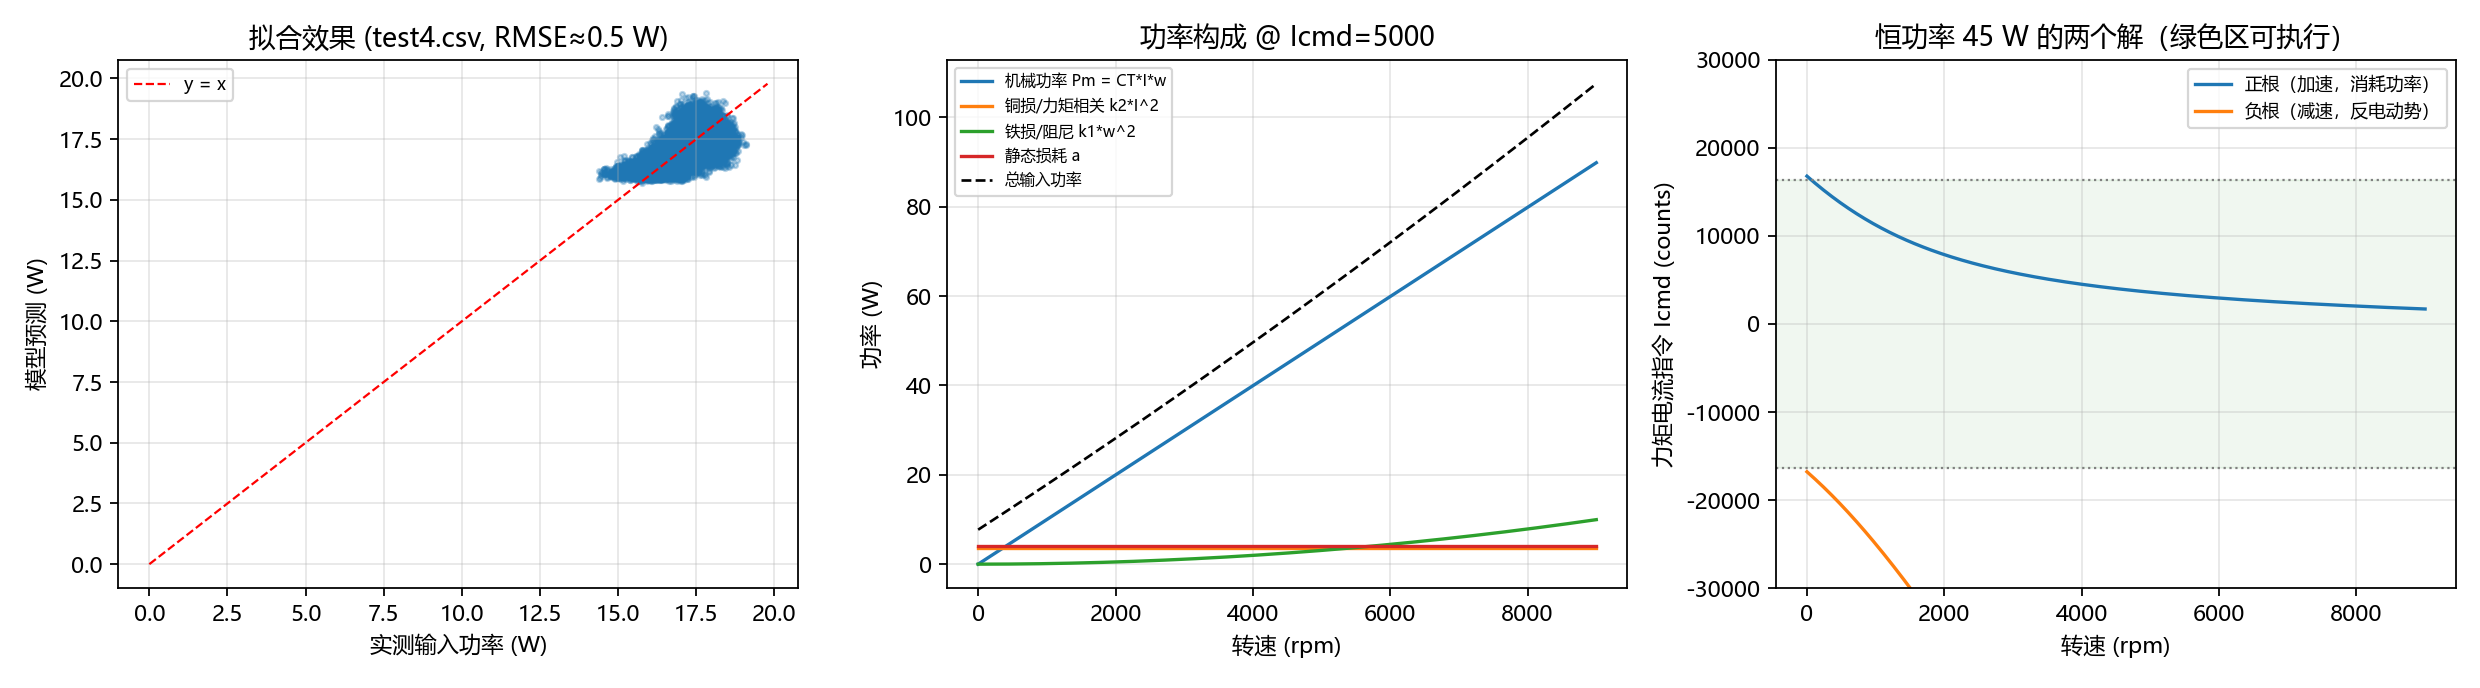 拟合效果 (test4.csv, RMSE≈0.5 W)
y = x
20.0
17.5
15.0
12.5
10.0
7.5
5.0
2.5
0.0
模型预测 (W)
0.0 2.5 5.0 7.5 10.0 12.5 15.0 17.5 20.0
实测输入功率 (W)
功率构成 @ Icmd=5000
机械功率 Pm = CT*I*w
铜损/力矩相关 k2*I^2
铁损/阻尼 k1*w^2
静态损耗 a
总输入功率
100
80
60
40
20
0
功率 (W)
0 2000 4000 6000 8000
转速 (rpm)
恒功率 45 W 的两个解（绿色区可执行）
正根（加速，消耗功率）
负根（减速，反电动势）
30000
20000
10000
0
-10000
-20000
-30000
力矩电流指令 Icmd (counts)
0 2000 4000 6000 8000
转速 (rpm)